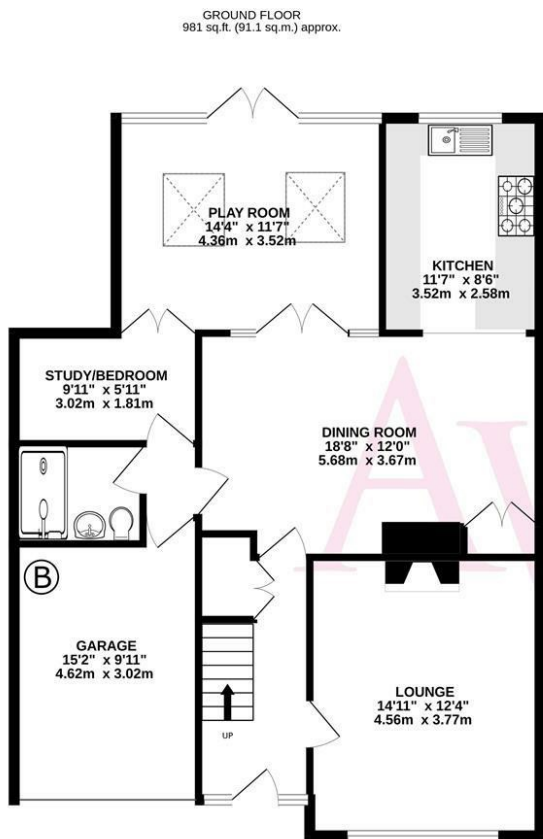 GROUND FLOOR
981 sq.ft. (91.1 sq.m.) approx.
PLAY ROOM
14'4" x 11'7"
4.36m x 3.52m
KITCHEN
11'7" x 8'6"
3.52m x 2.58m
STUDY/BEDROOM
9'11" x 5'11"
3.02m x 1.81m
DINING ROOM
18'8" x 12'0"
5.68m x 3.67m
B
GARAGE
15'2" x 9'11"
4.62m x 3.02m
UP
LOUNGE
14'11" x 12'4"
4.56m x 3.77m